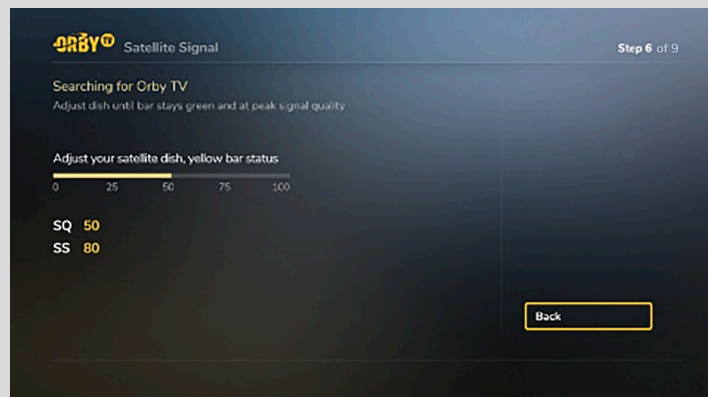 ORBY TV Satellite Signal
Step 6 of 9
Searching for Orby TV
Adjust dish until bar stays green and at peak signal quality
Adjust your satellite dish, yellow bar status
0 25 50 75 100
SQ 50
SS 80
Back